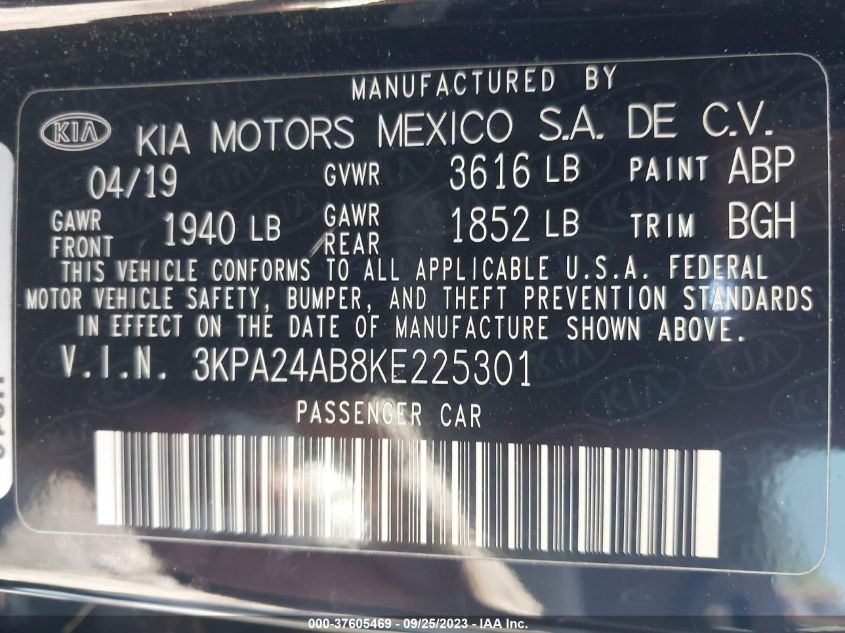 MANUFACTURED BY
KIA KIA MOTORS MEXICO S.A. DE C.V.
04/19 GVWR 3616 LB PAINT ABP
GAWR FRONT 1940 LB GAWR REAR 1852 LB TRIM BGH
THIS VEHICLE CONFORMS TO ALL APPLICABLE U.S.A. FEDERAL
MOTOR VEHICLE SAFETY, BUMPER, AND THEFT PREVENTION STANDARDS
IN EFFECT ON THE DATE OF MANUFACTURE SHOWN ABOVE.
V.I.N. 3KPA24AB8KE225301
PASSENGER CAR
000-37605469 - 09/25/2023 - IAA Inc.